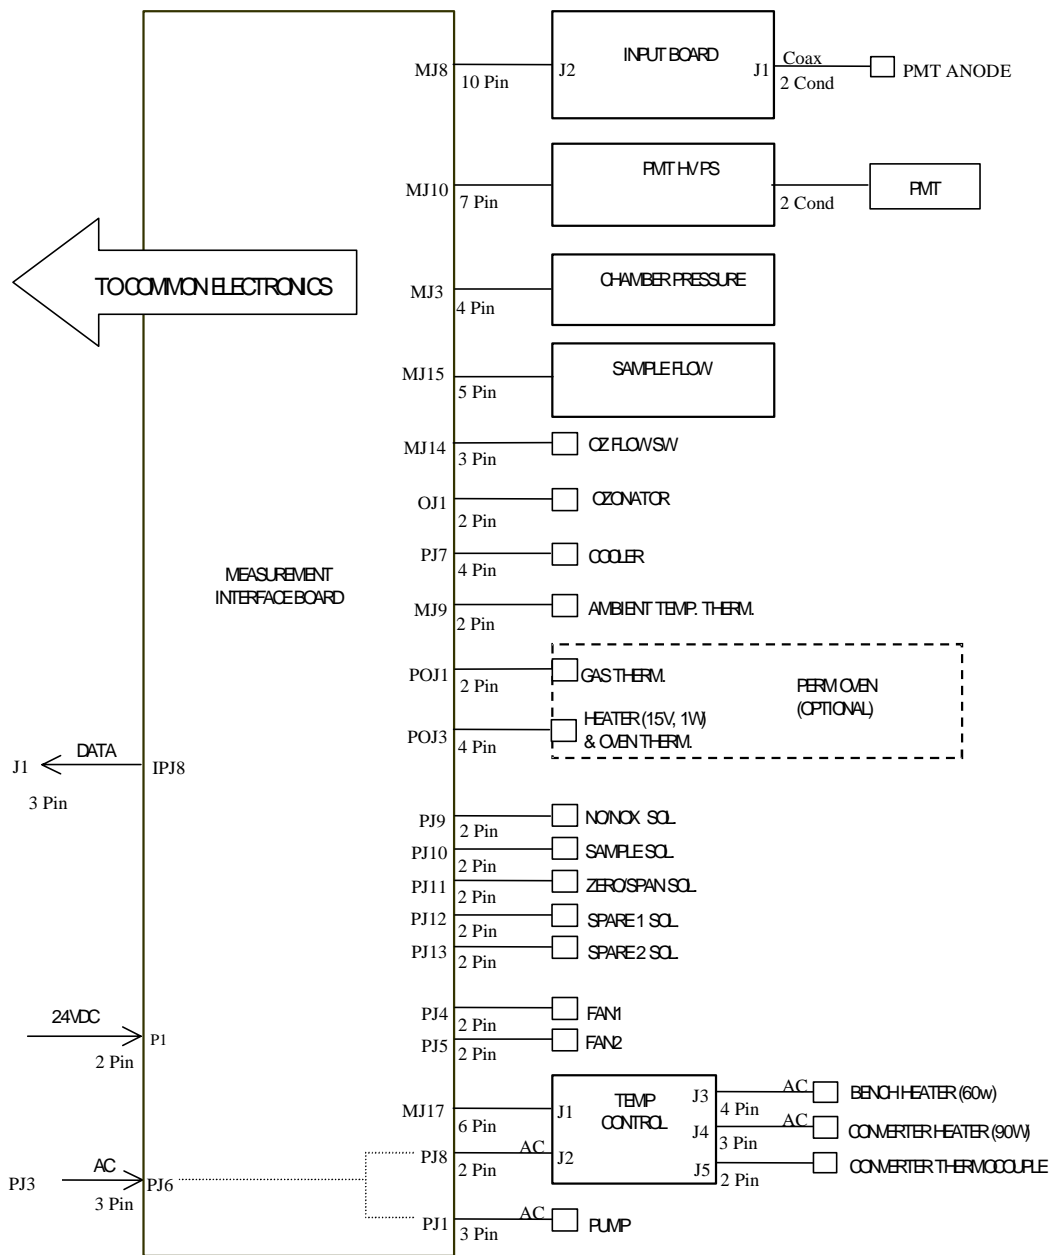 INPUT BOARD
MJ8
10 Pin
J2
J1
Coax
2 Cond
PMT ANODE
PMT HVPS
MJ10
7 Pin
2 Cond
PMT
TO COMMON ELECTRONICS
CHAMBER PRESSURE
MJ3
4 Pin
SAMPLE FLOW
MJ15
5 Pin
MJ14
3 Pin
OZ FLOW SW
OJ1
2 Pin
OZONATOR
PJ7
4 Pin
COOLER
MEASUREMENT
INTERFACE BOARD
MJ9
2 Pin
AMBIENT TEMP. THERM.
POJ1
2 Pin
GAS THERM.
PERM OVEN
(OPTIONAL)
POJ3
4 Pin
HEATER (15V, 1W)
& OVEN THERM.
DATA
J1
3 Pin
IPJ8
PJ9
2 Pin
NO/NOX SOL
PJ10
2 Pin
SAMPLE SOL
PJ11
2 Pin
ZERO/SPAN SOL
PJ12
2 Pin
SPARE 1 SOL
PJ13
2 Pin
SPARE 2 SOL
PJ4
2 Pin
FAN1
PJ5
2 Pin
FAN2
24VDC
2 Pin
P1
MJ17
6 Pin
J1
TEMP
CONTROL
J3
AC
4 Pin
BENCH HEATER (60w)
J4
AC
3 Pin
CONVERTER HEATER (90W)
PJ8
2 Pin
AC
J2
J5
2 Pin
CONVERTER THERMOCOUPLE
PJ3
AC
3 Pin
PJ6
PJ1
3 Pin
AC
PUMP